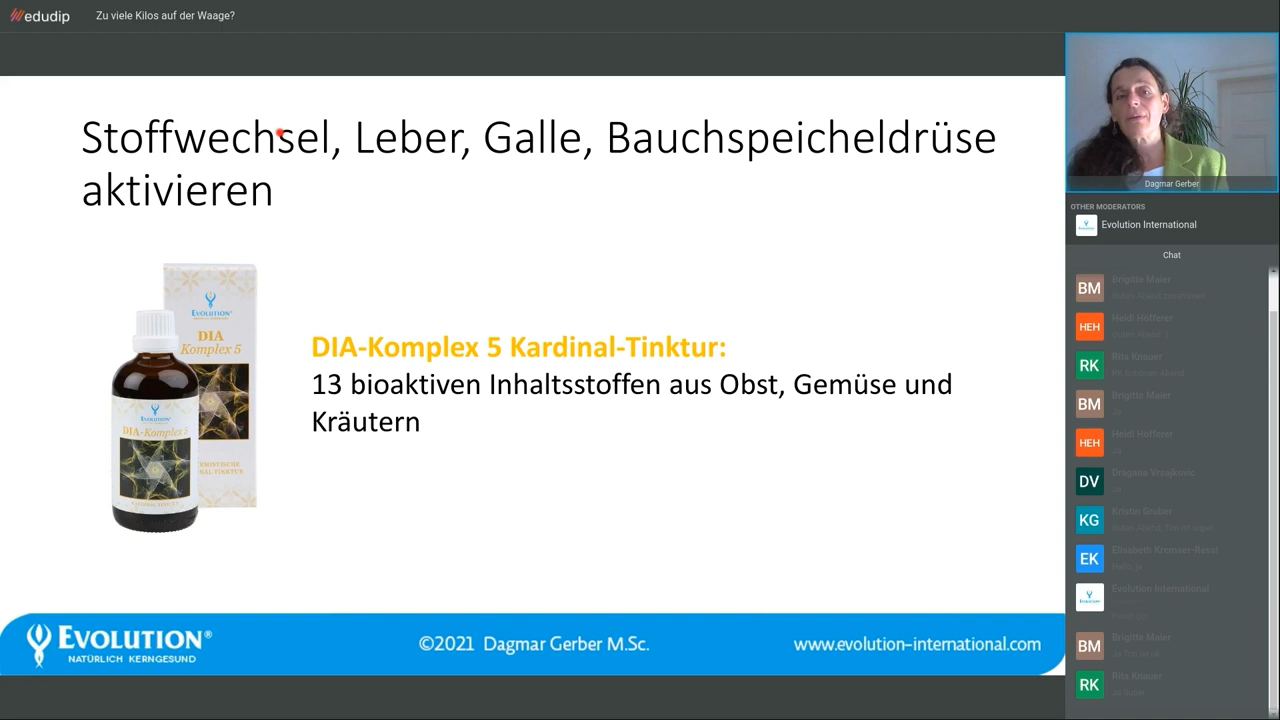 edudip
Zu viele Kilos auf der Waage?
Stoffwechsel, Leber, Galle, Bauchspeicheldrüse
aktivieren
EVOLUTION
DIA
Komplex 5
EVOLUTION
DIA-Komplex 5
DIA-Komplex 5 Kardinal-Tinktur:
13 bioaktiven Inhaltsstoffen aus Obst, Gemüse und
Kräutern
EVOLUTION®
NATÜRLICH KERNGESUND
©2021 Dagmar Gerber M.Sc.
www.evolution-international.com
Dagmar Gerber
OTHER MODERATORS
Evolution International
Chat
BM Brigitte Maier
HEH Heidi Höfferer
RK Rita Knauer
BM Brigitte Maier
Ja
HEH Heidi Höfferer
Ja
DV Dragana Vrsajkovic
Ja
KG Kristin Gruber
EK
Evolution International
BM Brigitte Maier
RK Rita Knauer